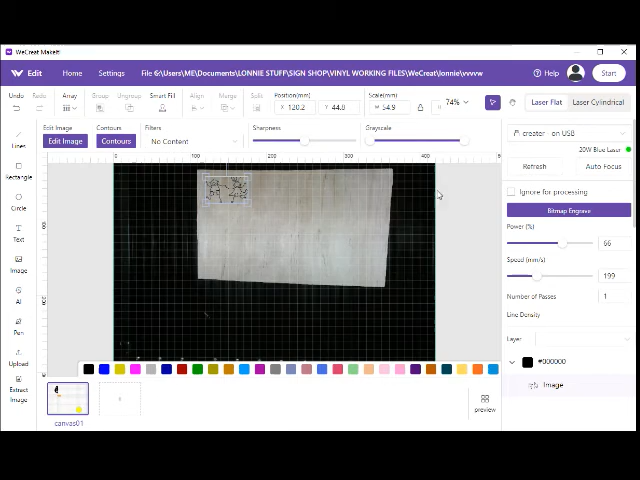 WeCreat MakeIt!
Edit Home Settings File G:\Users\ME\Documents\LONNIE STUFF\SIGN SHOP\VINYL WORKING FILES\WeCreat\lonnie\vvvvw Help Start
Undo Array Group Ungroup Smart Fill Align Merge Split Position(mm) Scale(mm)
X 120.2 Y 44.0 W 54.9 H 74% Laser Flat Laser Cylindrical
Edit Image Contours Filters Sharpness Grayscale
Edit Image Contours No Content
creater - on USB
20W Blue Laser
Refresh Auto Focus
Ignore for processing
Bitmap Engrave
Power (%)
66
Speed (mm/s)
199
Number of Passes 1
Line Density
Layer
#000000
Image
Lines
Rectangle
Circle
Text
Image
AI
Pen
Upload
Extract Image
0 100 200 300 400
canvas01
preview